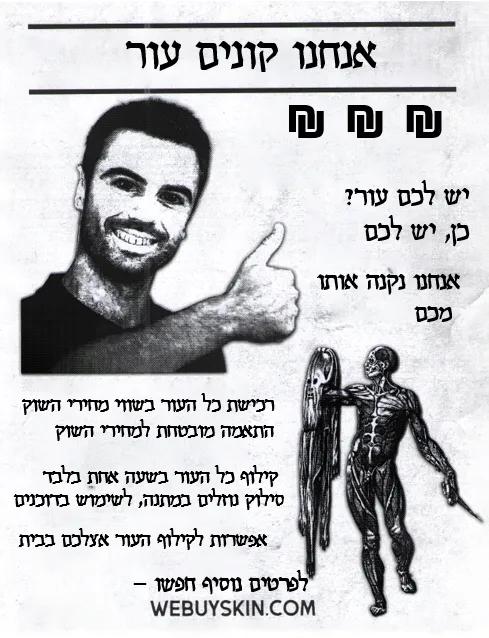 אנחנו קונים עור
₪ ₪ ₪
יש לכם עור?
כן, יש לכם
אנחנו נקנה אותו
מכם
רכישת כל העור בשווי מחירי השוק
התאמה מובטחת למחירי השוק
קילוף כל העור בשעה אחת בלבד
סילוק נוזלים במתנה, לשימוש בדוכנים
אפשרות לקילוף העור אצלכם בבית
לפרטים נוסיף חפשו –
WEBUYSKIN.COM